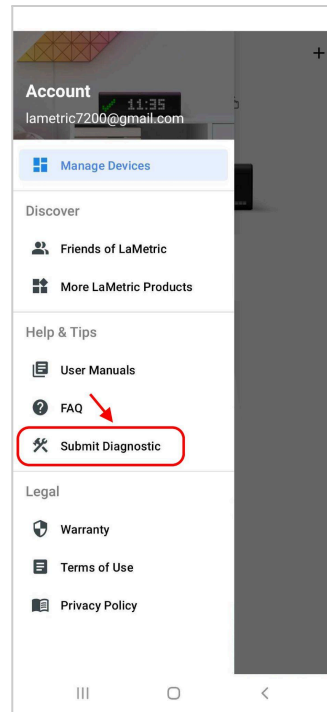 Account
11:35
lametric7200@gmail.com
Manage Devices
Discover
Friends of LaMetric
More LaMetric Products
Help & Tips
User Manuals
FAQ
Submit Diagnostic
Legal
Warranty
Terms of Use
Privacy Policy